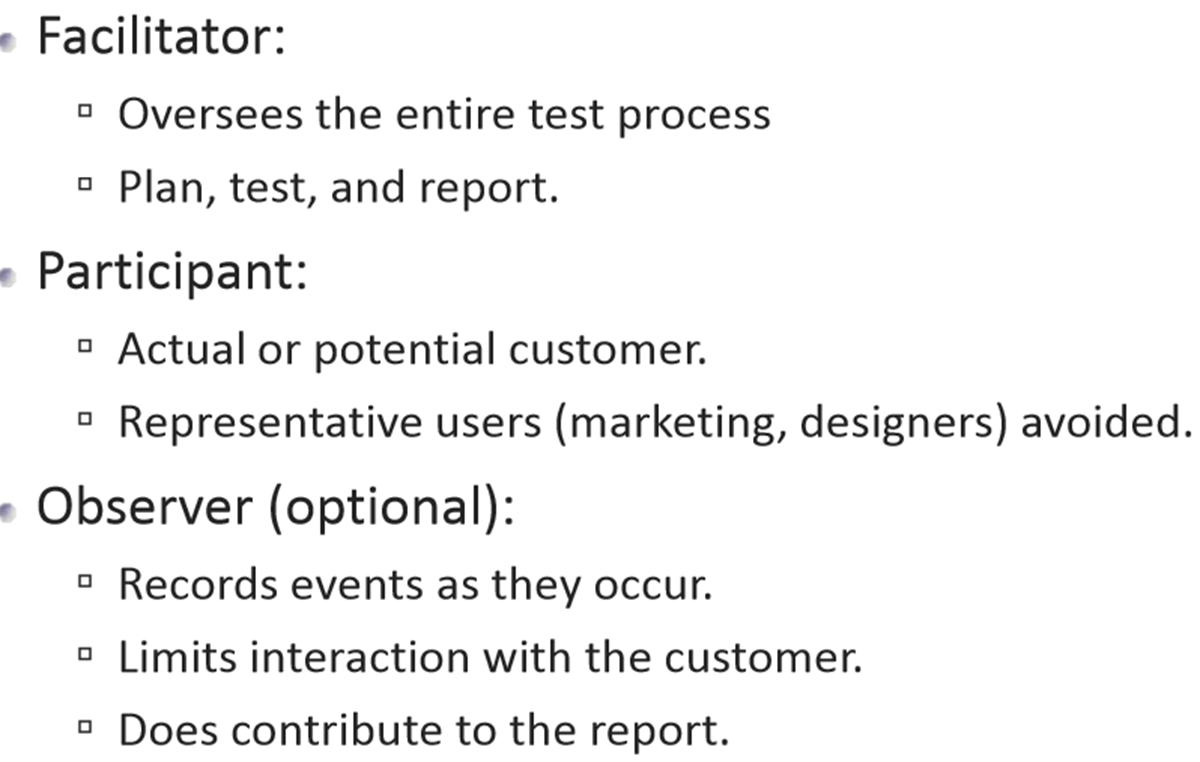 Facilitator:
Oversees the entire test process
Plan, test, and report.
Participant:
Actual or potential customer.
Representative users (marketing, designers) avoided.
Observer (optional):
Records events as they occur.
Limits interaction with the customer.
Does contribute to the report.